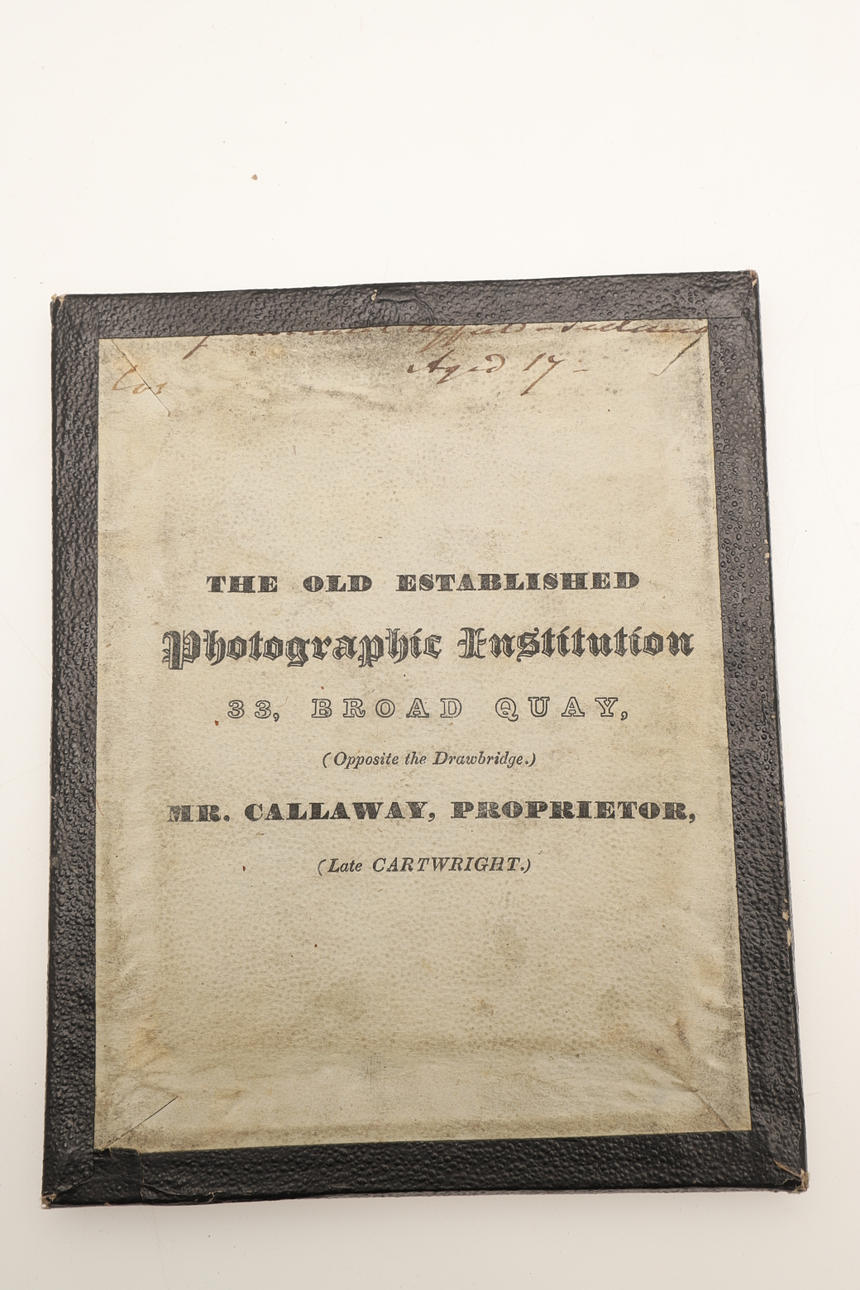 Aged 17 -
THE OLD ESTABLISHED
Photographic Institution
33, BROAD QUAY,
(Opposite the Drawbridge.)
MR. CALLAWAY, PROPRIETOR,
(Late CARTWRIGHT.)